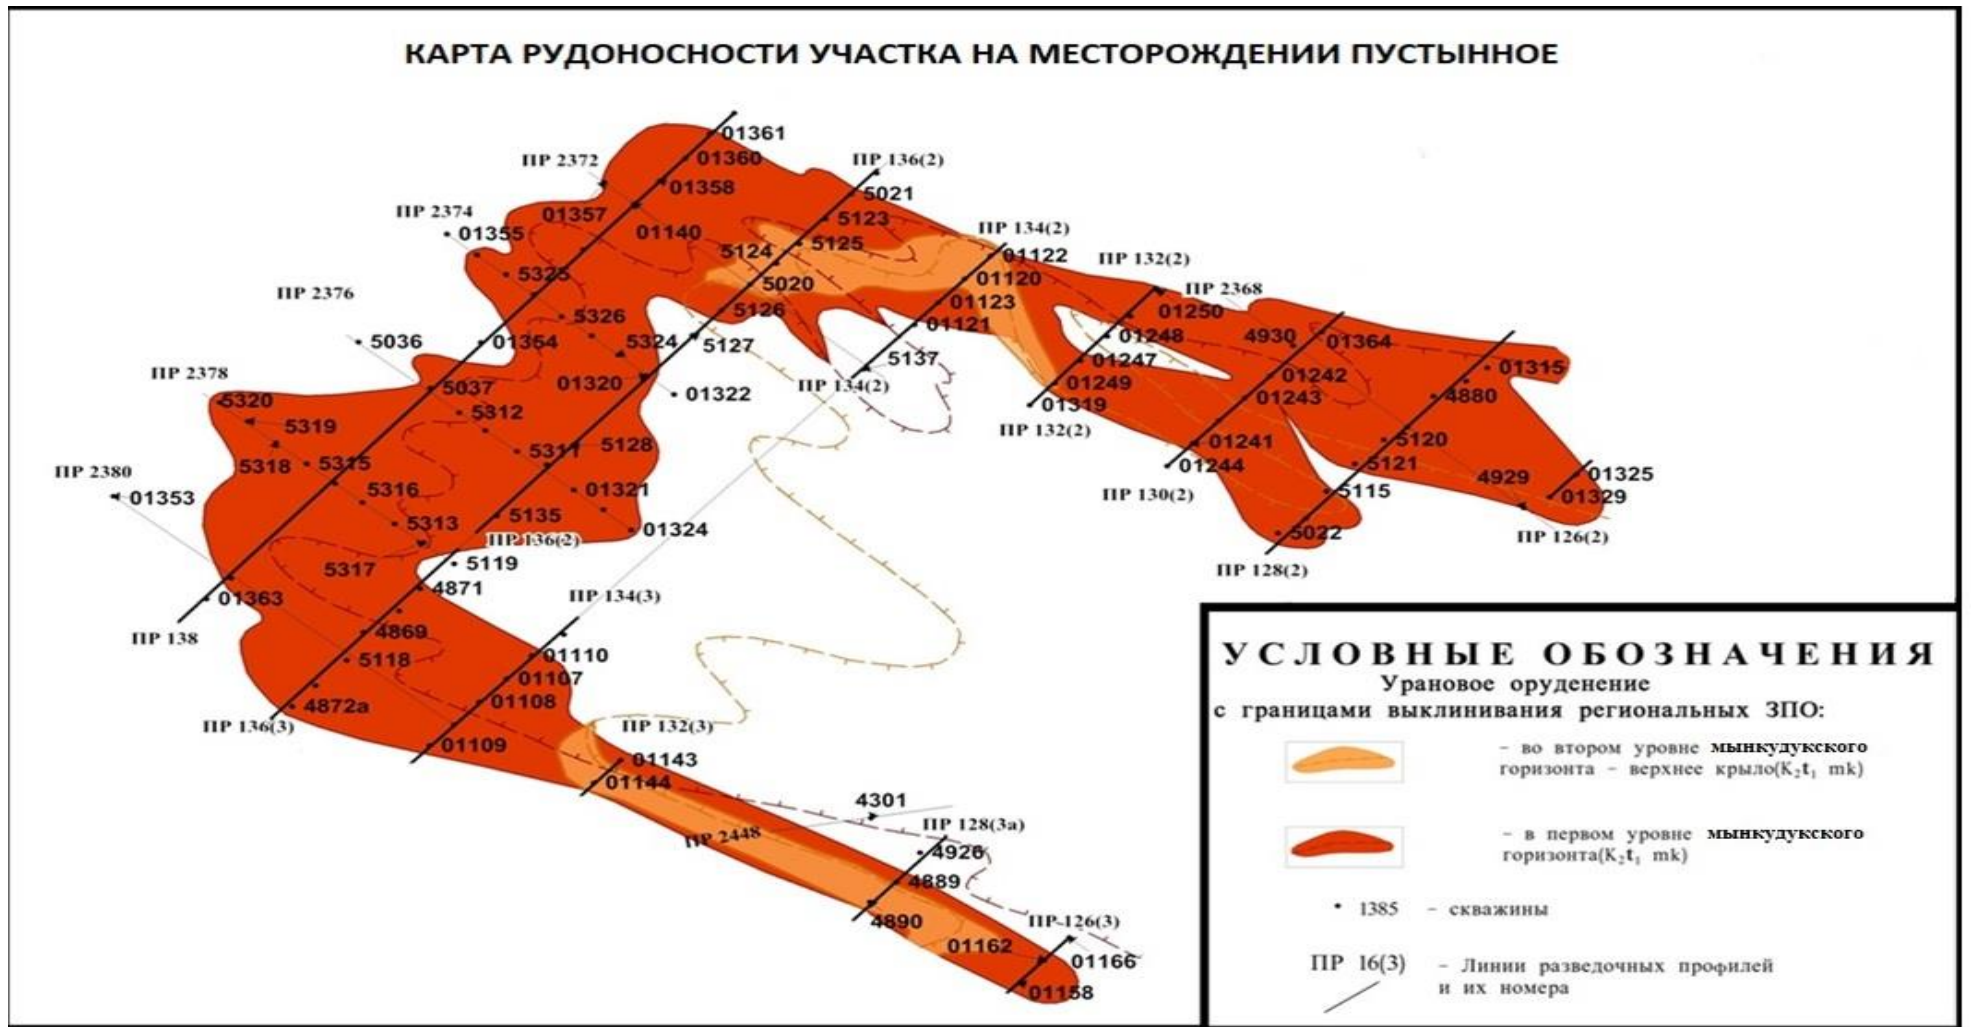 КАРТА РУДОНОСНОСТИ УЧАСТКА НА МЕСТОРОЖДЕНИИ ПУСТЫННОЕ
01361
ПР 2372
01360
ПР 136(2)
01358
5021
ПР 2374
01357
5123
01355
01140
ПР 134(2)
5124
5125
01122
ПР 132(2)
5325
01120
5020
ПР 2368
ПР 2376
01123
5126
01250
5326
01121
5036
01354
5324
5127
01248
4930
01364
5137
01247
01315
ПР 2378
01320
ПР 134(2)
01249
01242
5037
01322
01319
01243
4880
5320
5312
5319
ПР 132(2)
5128
01241
5120
5311
5318
5315
01244
5121
ПР 2380
4929
01325
5316
01321
5115
01353
ПР 130(2)
01329
5135
5313
01324
5022
ПР 136(2)
ПР 126(2)
5317
5119
ПР 128(2)
4871
ПР 134(3)
01363
ПР 138
4869
01110
5118
01107
01108
4872а
ПР 136(3)
ПР 132(3)
01109
01143
01144
4301
ПР 128(3а)
ПР 2448
4926
4889
4890
ПР 126(3)
01162
01166
01158
УСЛОВНЫЕ ОБОЗНАЧЕНИЯ
Урановое оруденение
с границами выклинивания региональных ЗПО:
- во втором уровне мынкудукского
горизонта - верхнее крыло(K₂t₁ mk)
- в первом уровне мынкудукского
горизонта(K₂t₁ mk)
1385 - скважины
ПР 16(3) - Линии разведочных профилей
и их номера